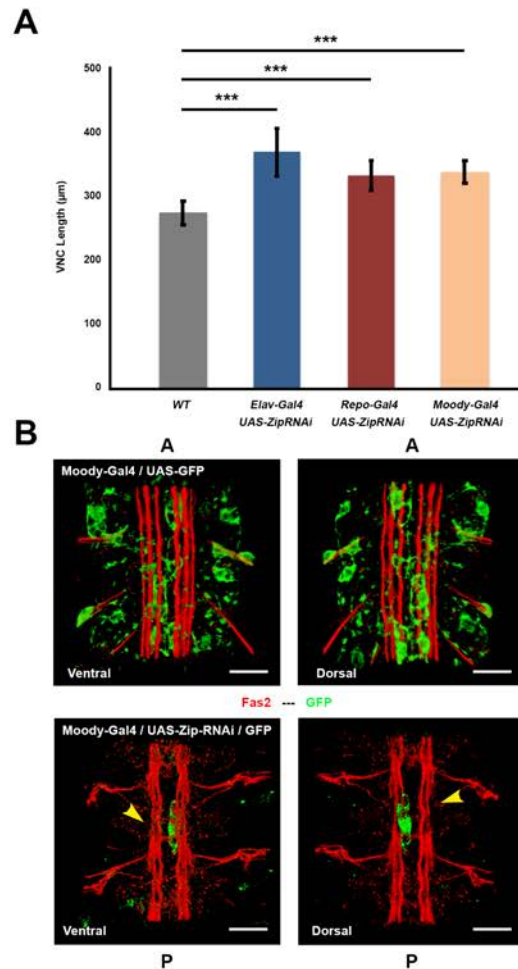 A
***
***
***
500
400
300
200
100
0
VNC Length (µm)
WT
Elav-Gal4
UAS-ZipRNAi
Repo-Gal4
UAS-ZipRNAi
Moody-Gal4
UAS-ZipRNAi
B
A
A
Moody-Gal4 / UAS-GFP
Ventral
Dorsal
Fas2 --- GFP
Moody-Gal4 / UAS-Zip-RNAi / GFP
Ventral
Dorsal
P
P